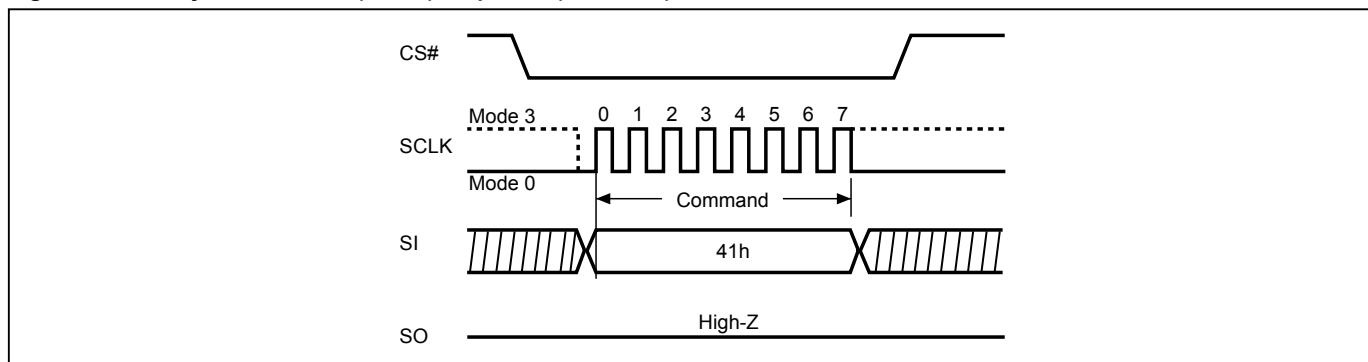 CS#
Mode 3
0 1 2 3 4 5 6 7
SCLK
Mode 0
Command
SI
41h
High-Z
SO